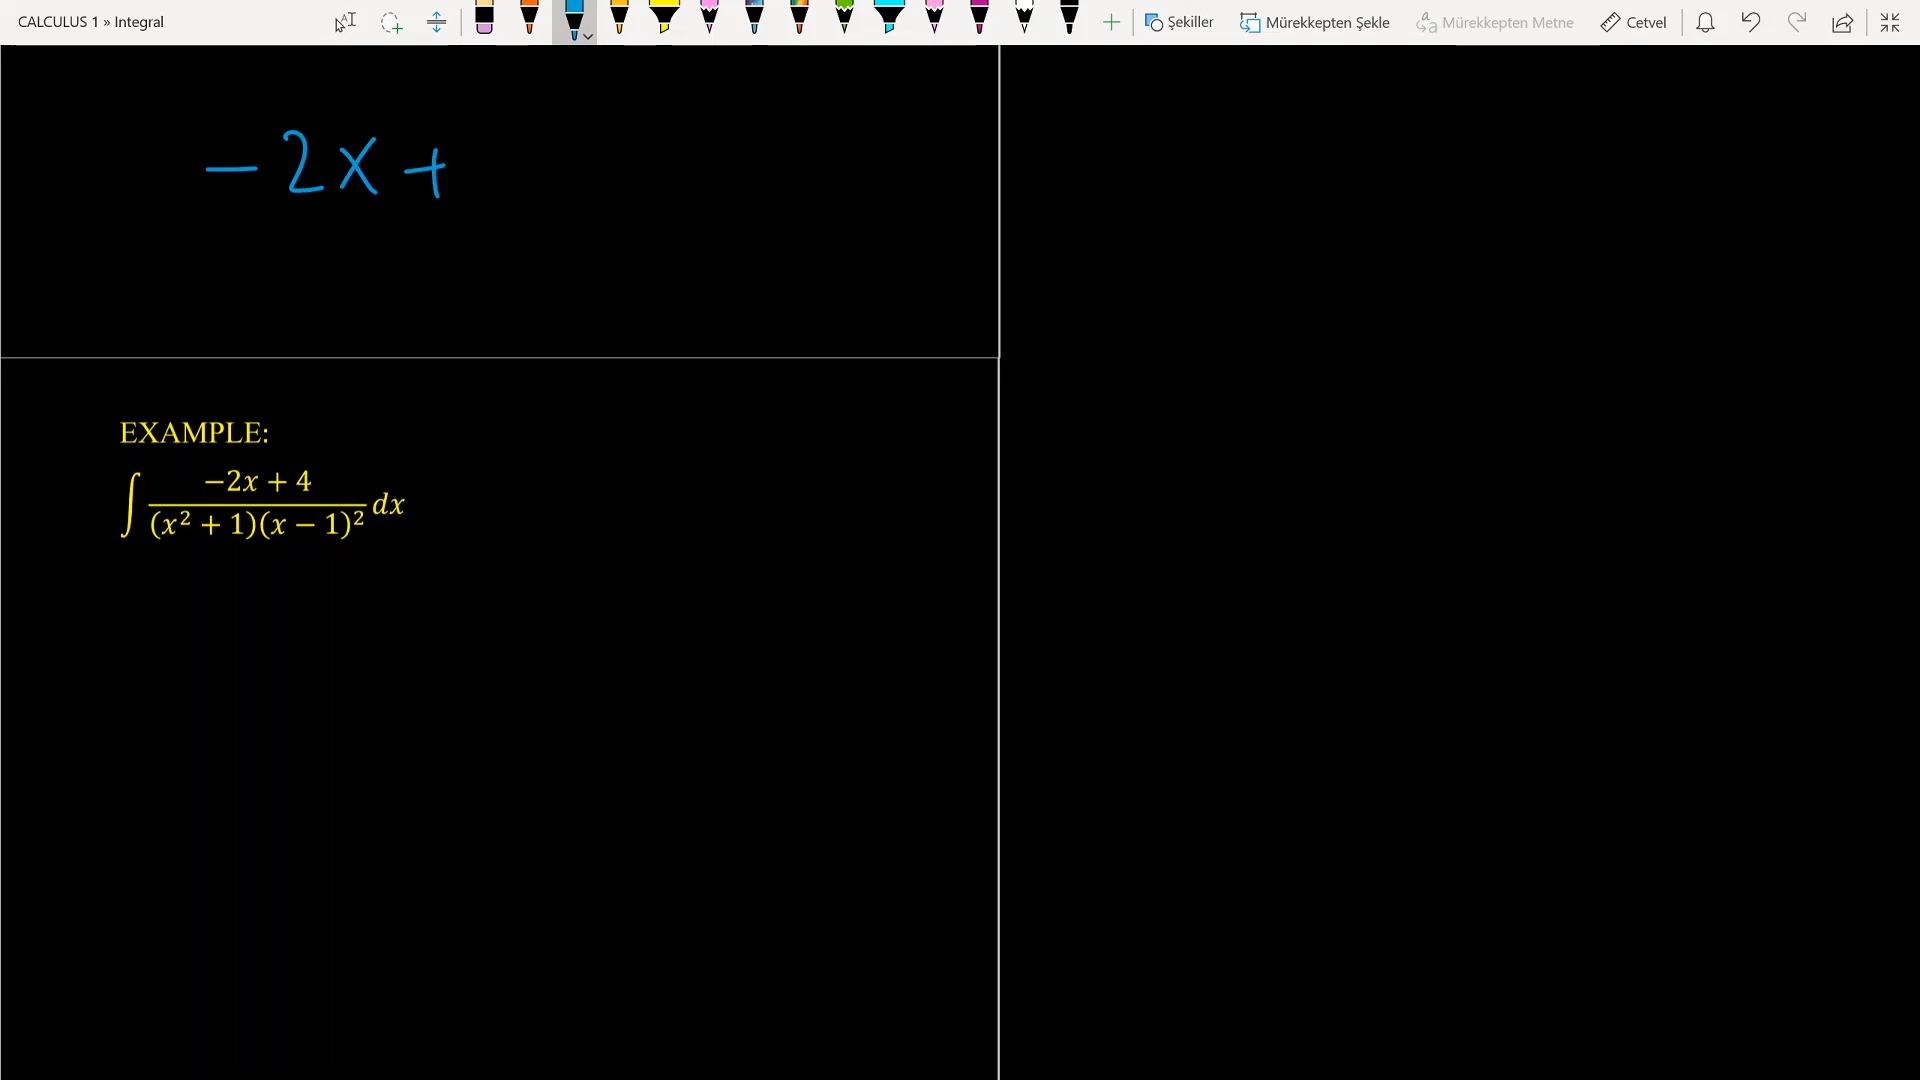 CALCULUS 1 » Integral Şekiller Mürekkepten Şekle Mürekkepten Metne Cetvel
− 2x +
EXAMPLE:
∫ (−2x + 4) / ((x² + 1)(x − 1)²) dx